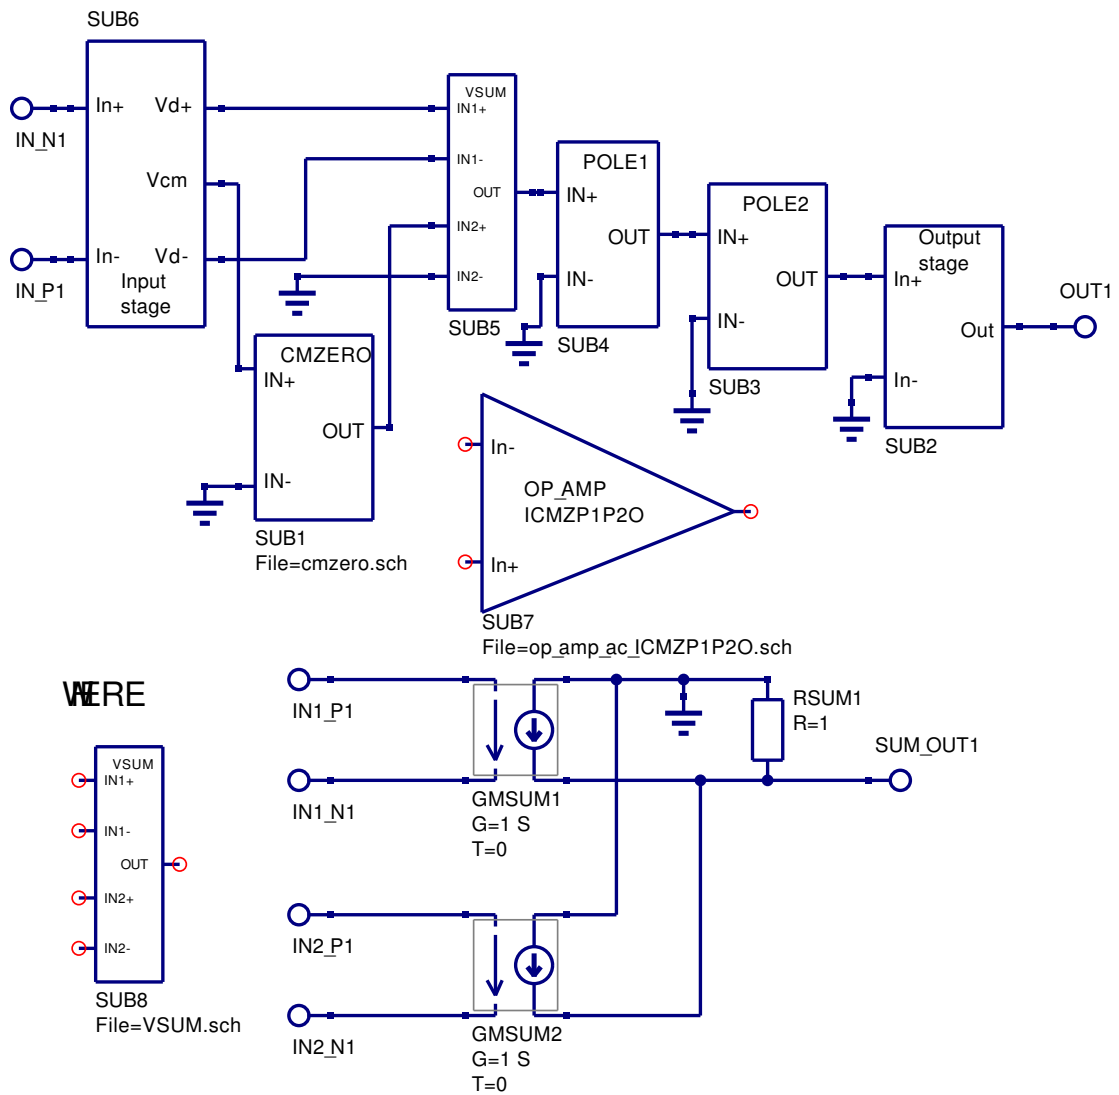 SUB6
In+
Vd+
Vcm
In-
Vd-
Input
stage
IN_N1
IN_P1
VSUM
IN1+
IN1-
OUT
IN2+
IN2-
SUB5
POLE1
IN+
OUT
IN-
SUB4
POLE2
IN+
OUT
IN-
SUB3
Output
stage
In+
Out
In-
SUB2
OUT1
CMZERO
IN+
OUT
IN-
SUB1
File=cmzero.sch
In-
OP_AMP
ICMZP1P2O
In+
SUB7
File=op_amp_ac_ICMZP1P2O.sch
VSUM
IN1+
IN1-
OUT
IN2+
IN2-
SUB8
File=VSUM.sch
IN1_P1
IN1_N1
GMSUM1
G=1 S
T=0
RSUM1
R=1
SUM_OUT1
IN2_P1
IN2_N1
GMSUM2
G=1 S
T=0